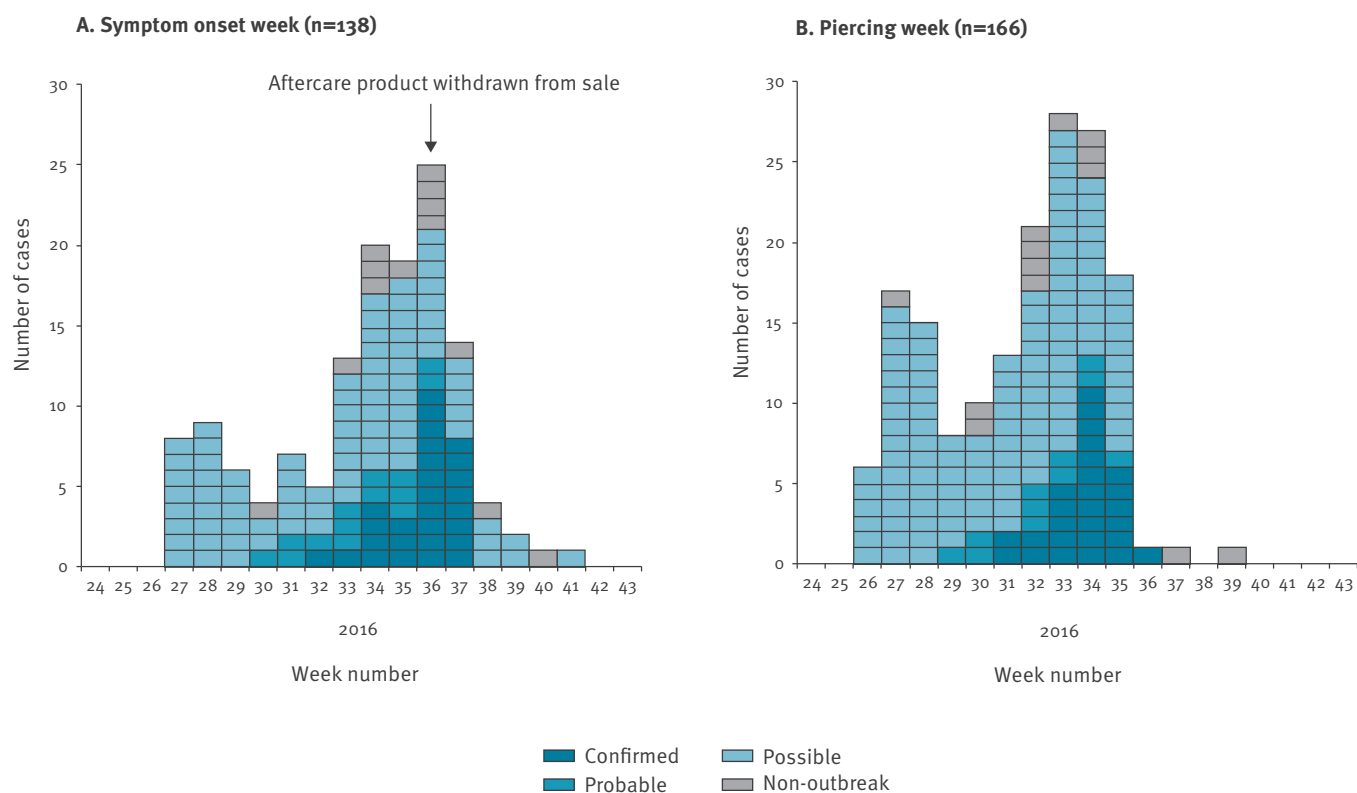 A. Symptom onset week (n=138)
Aftercare product withdrawn from sale
Number of cases
30
25
20
15
10
5
0
24 25 26 27 28 29 30 31 32 33 34 35 36 37 38 39 40 41 42 43
2016
Week number
B. Piercing week (n=166)
Number of cases
30
25
20
15
10
5
0
24 25 26 27 28 29 30 31 32 33 34 35 36 37 38 39 40 41 42 43
2016
Week number
Confirmed
Possible
Probable
Non-outbreak